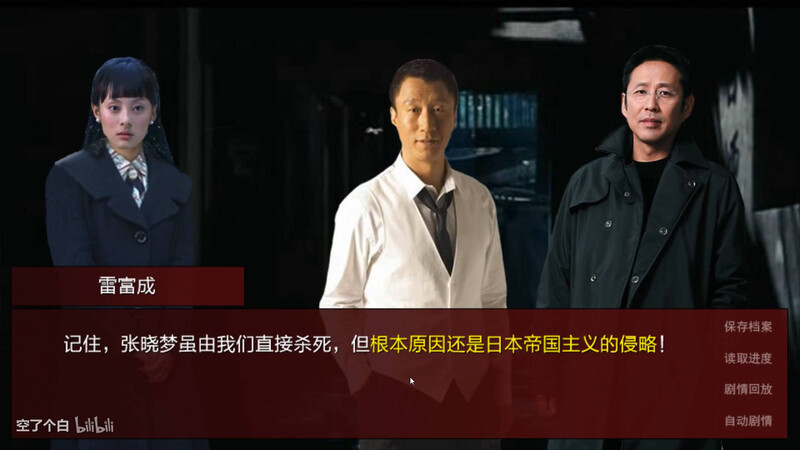 雷富成
记住，张晓梦虽由我们直接杀死，但根本原因还是日本帝国主义的侵略！
保存档案
读取进度
剧情回放
自动剧情
空了个白 bilibili